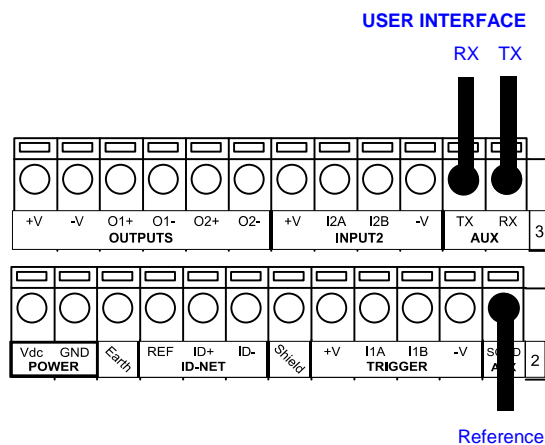 USER INTERFACE
RX TX
+V -V O1+ O1- O2+ O2- +V I2A I2B -V TX RX
OUTPUTS INPUT2 AUX 3
Vdc GND Earth REF ID+ ID- Shield +V I1A I1B -V
POWER ID-NET TRIGGER 2
Reference